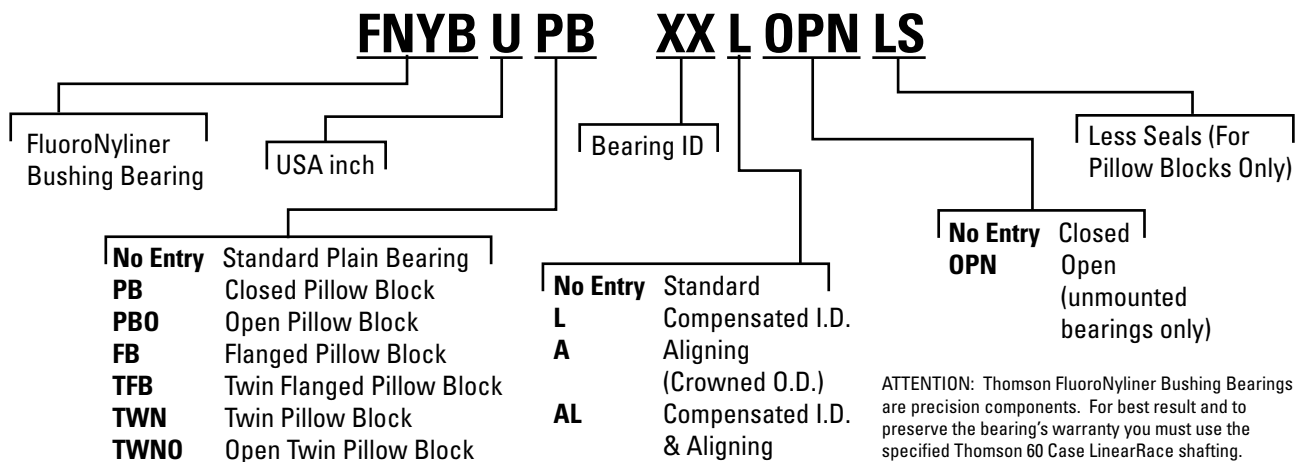 FNYB U PB XX L OPN LS
FluoroNyliner
Bushing Bearing
USA inch
Bearing ID
Less Seals (For
Pillow Blocks Only)
No Entry Standard Plain Bearing
PB Closed Pillow Block
PBO Open Pillow Block
FB Flanged Pillow Block
TFB Twin Flanged Pillow Block
TWN Twin Pillow Block
TWNO Open Twin Pillow Block
No Entry Standard
L Compensated I.D.
A Aligning
(Crowned O.D.)
AL Compensated I.D.
& Aligning
No Entry Closed
OPN Open
(unmounted
bearings only)
ATTENTION: Thomson FluoroNyliner Bushing Bearings
are precision components. For best result and to
preserve the bearing's warranty you must use the
specified Thomson 60 Case LinearRace shafting.